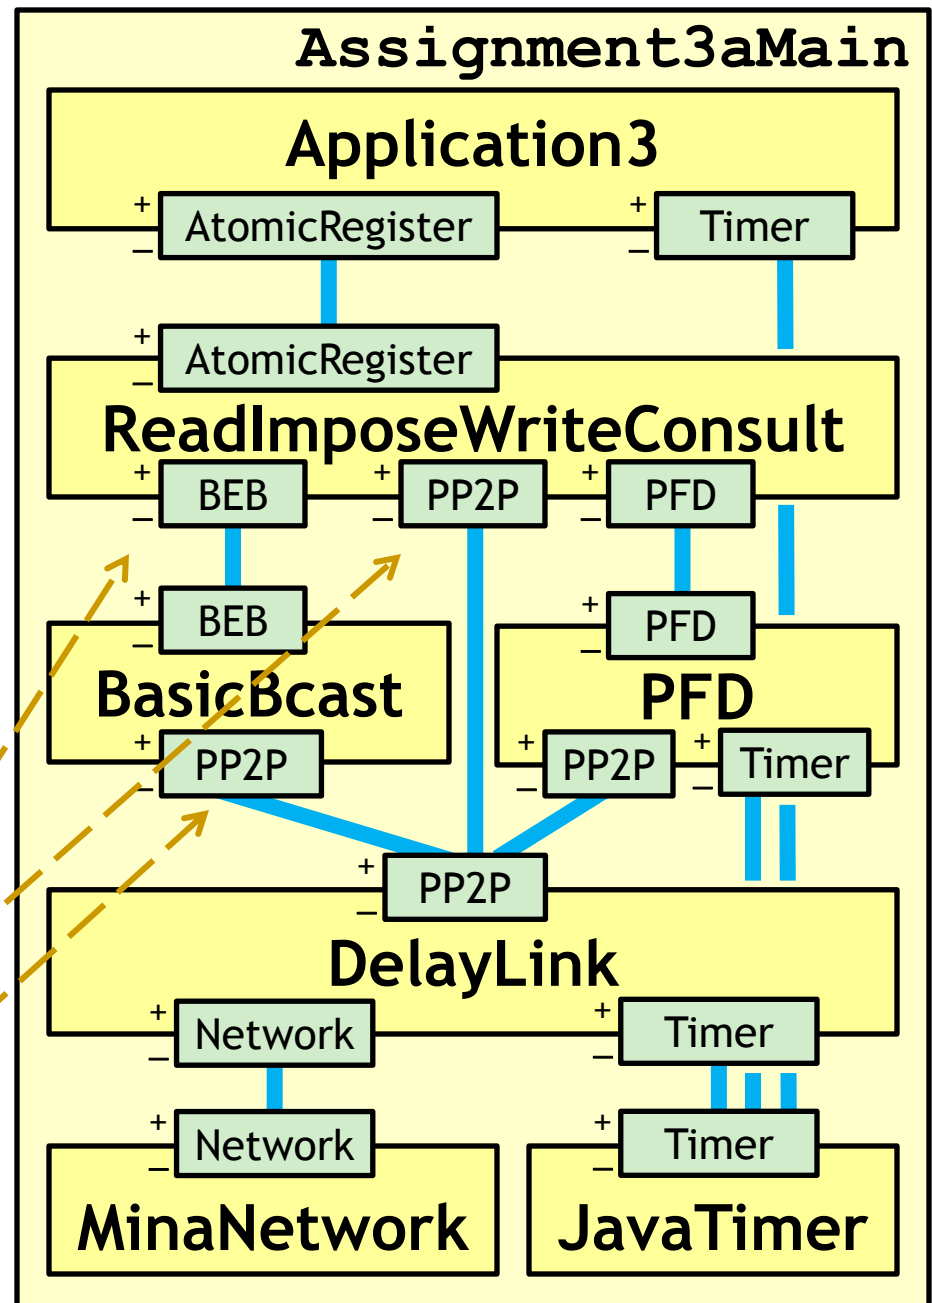 Assignment3aMain
Application3
+ +
AtomicRegister Timer
– –
+
AtomicRegister
–
ReadImposeWriteConsult
+ + +
BEB PP2P PFD
– – –
+ +
BEB PFD
– –
BasicBcast PFD
+ + +
PP2P PP2P Timer
– – –
+
PP2P
–
DelayLink
+ +
Network Timer
– –
+ +
Network Timer
– –
MinaNetwork JavaTimer